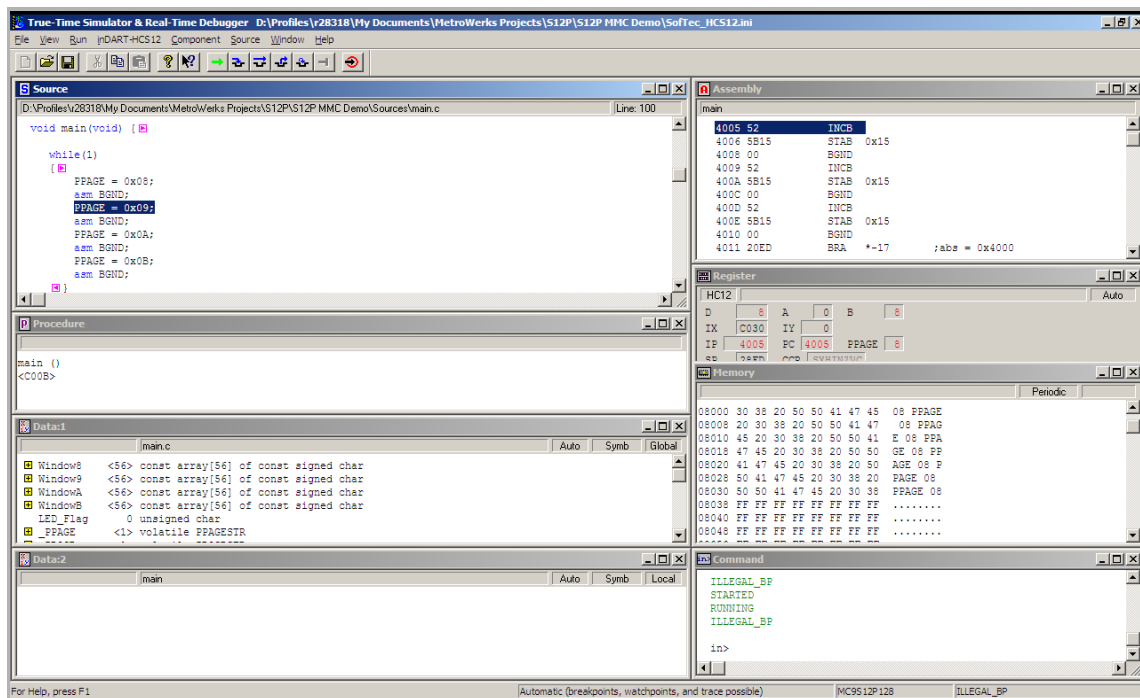 True-Time Simulator & Real-Time Debugger D:\Profiles\r28318\My Documents\MetroWerks Projects\S12P\S12P MMC Demo\SofTec_HCS12.ini
File View Run inDART-HCS12 Component Source Window Help
Source
D:\Profiles\r28318\My Documents\MetroWerks Projects\S12P\S12P MMC Demo\Sources\main.c Line: 100
void main(void) {
while(1)
{
PPAGE = 0x08;
asm BGND;
PPAGE = 0x09;
asm BGND;
PPAGE = 0x0A;
asm BGND;
PPAGE = 0x0B;
asm BGND;
}
Assembly
main
4005 52 INCB
4006 5B15 STAB 0x15
4008 00 BGND
4009 52 INCB
400A 5B15 STAB 0x15
400C 00 BGND
400D 52 INCB
400E 5B15 STAB 0x15
4010 00 BGND
4011 20ED BRA *-17 ;abs = 0x4000
Register
HC12 Auto
D 8 A 0 B 8
IX C030 IY 0
IP 4005 PC 4005 PPAGE 8
SP 28FD CCR SXHINZVC
Procedure
main ()
<C00B>
Memory
Periodic
08000 30 38 20 50 50 41 47 45 08 PPAGE
08008 20 30 38 20 50 50 41 47 08 PPAG
08010 45 20 30 38 20 50 50 41 E 08 PPA
08018 47 45 20 30 38 20 50 50 GE 08 PP
08020 41 47 45 20 30 38 20 50 AGE 08 P
08028 50 41 47 45 20 30 38 20 PAGE 08
08030 50 50 41 47 45 20 30 38 PPAGE 08
08038 FF FF FF FF FF FF FF FF ........
08040 FF FF FF FF FF FF FF FF ........
08048 FF FF FF FF FF FF FF FF ........
Data:1
main.c Auto Symb Global
Window8 <56> const array[56] of const signed char
Window9 <56> const array[56] of const signed char
WindowA <56> const array[56] of const signed char
WindowB <56> const array[56] of const signed char
LED_Flag 0 unsigned char
_PPAGE <1> volatile PPAGESTR
Data:2
main Auto Symb Local
Command
ILLEGAL_BP
STARTED
RUNNING
ILLEGAL_BP
in>
For Help, press F1 Automatic (breakpoints, watchpoints, and trace possible) MC9S12P128 ILLEGAL_BP